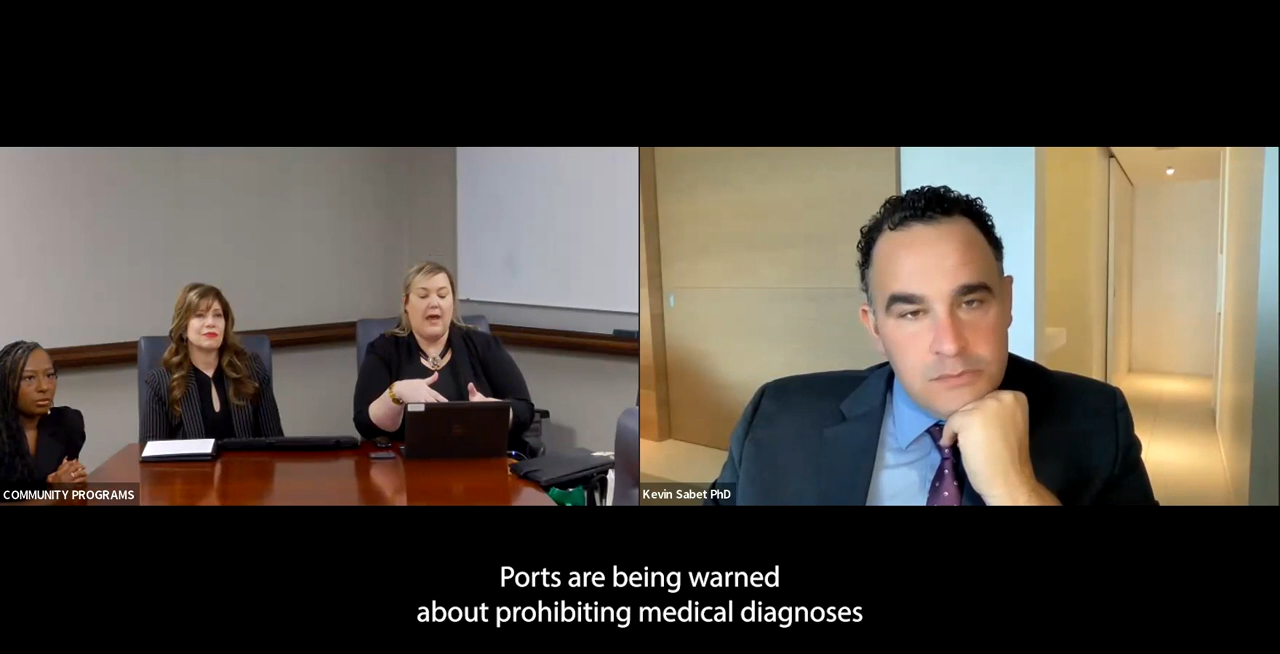 COMMUNITY PROGRAMS
Kevin Sabet PhD
Ports are being warned
about prohibiting medical diagnoses